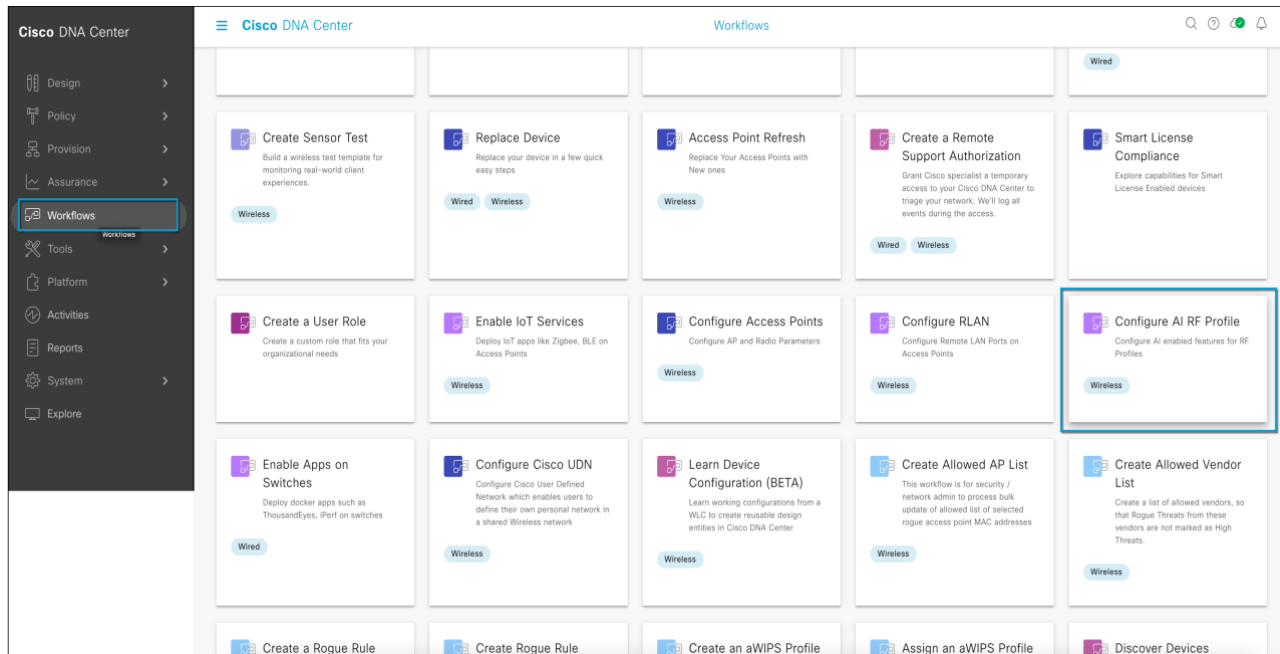 Cisco DNA Center
Design
Policy
Provision
Assurance
Workflows
Workflows
Tools
Platform
Activities
Reports
System
Explore
Cisco DNA Center
Workflows
Wired
Create Sensor Test
Build a wireless test template for
monitoring real-world client
experiences.
Wireless
Replace Device
Replace your device in a few quick
easy steps
Wired Wireless
Access Point Refresh
Replace Your Access Points with
New ones
Wireless
Create a Remote
Support Authorization
Grant Cisco specialist a temporary
access to your Cisco DNA Center to
triage your network. We'll log all
events during the access.
Wired Wireless
Smart License
Compliance
Explore capabilities for Smart
License Enabled devices
Create a User Role
Create a custom role that fits your
organizational needs
Enable IoT Services
Deploy IoT apps like Zigbee, BLE on
Access Points
Wireless
Configure Access Points
Configure AP and Radio Parameters
Wireless
Configure RLAN
Configure Remote LAN Ports on
Access Points
Wireless
Configure AI RF Profile
Configure AI enabled features for RF
Profiles
Wireless
Enable Apps on
Switches
Deploy docker apps such as
ThousandEyes, iPerf on switches
Wired
Configure Cisco UDN
Configure Cisco User Defined
Network which enables users to
define their own personal network in
a shared Wireless network
Wireless
Learn Device
Configuration (BETA)
Learn working configurations from a
WLC to create reusable design
entities in Cisco DNA Center
Wireless
Create Allowed AP List
This workflow is for security /
network admin to process bulk
update of allowed list of selected
rogue access point MAC addresses
Wireless
Create Allowed Vendor
List
Create a list of allowed vendors, so
that Rogue Threats from these
vendors are not marked as High
Threats.
Wireless
Create a Rogue Rule
Create Rogue Rule
Create an aWIPS Profile
Assign an aWIPS Profile
Discover Devices